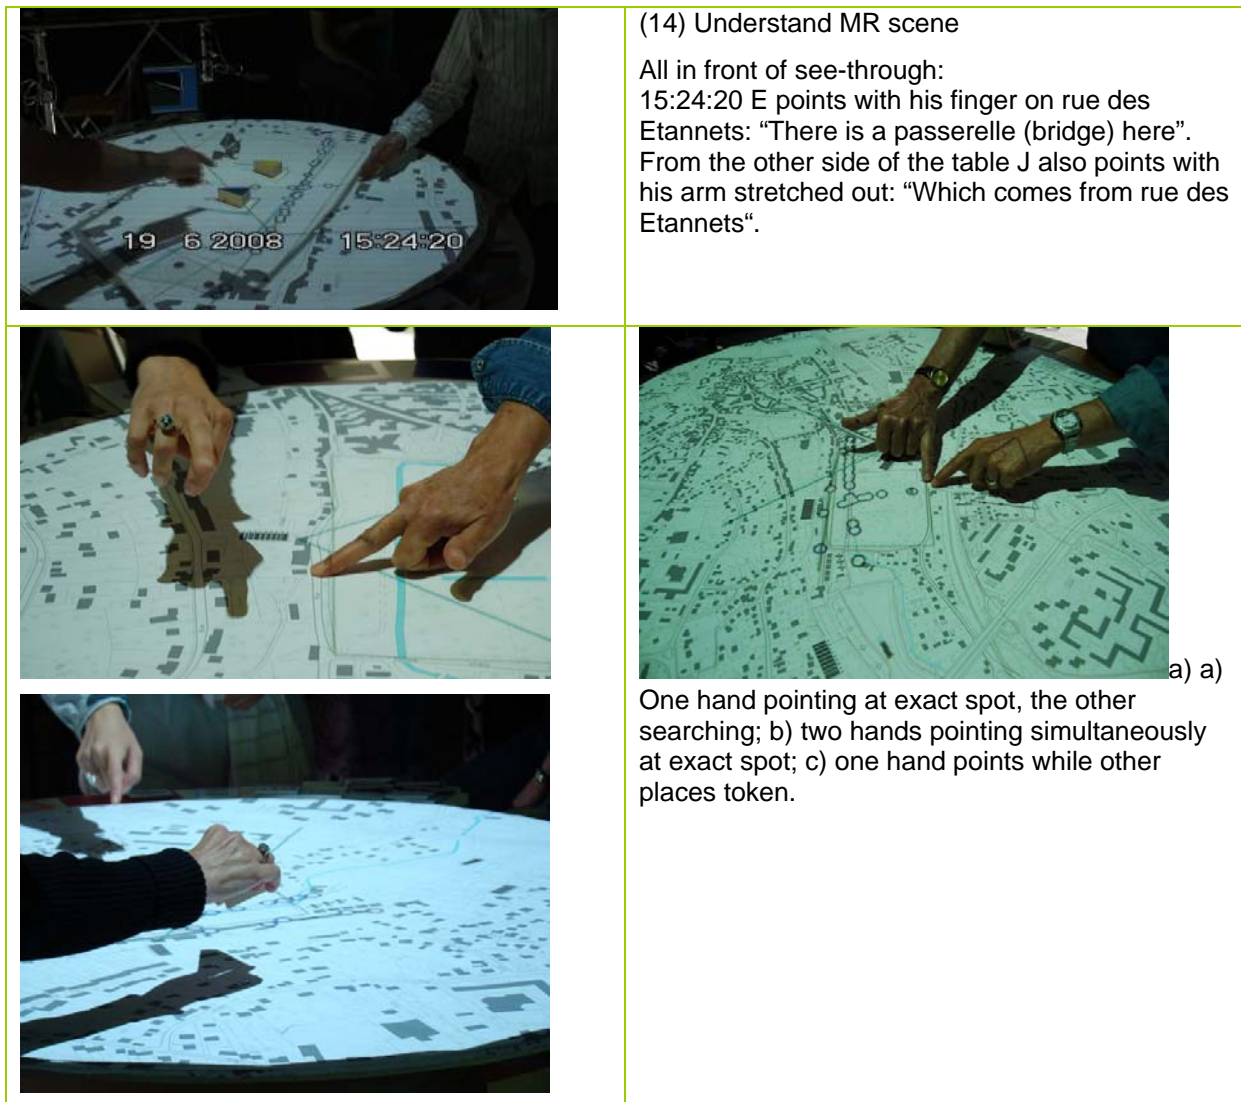 (14) Understand MR scene
All in front of see-through:
15:24:20 E points with his finger on rue des
Etannets: “There is a passerelle (bridge) here”.
From the other side of the table J also points with
his arm stretched out: “Which comes from rue des
Etannets“.
19 6 2008 15:24:20
a) a)
One hand pointing at exact spot, the other
searching; b) two hands pointing simultaneously
at exact spot; c) one hand points while other
places token.